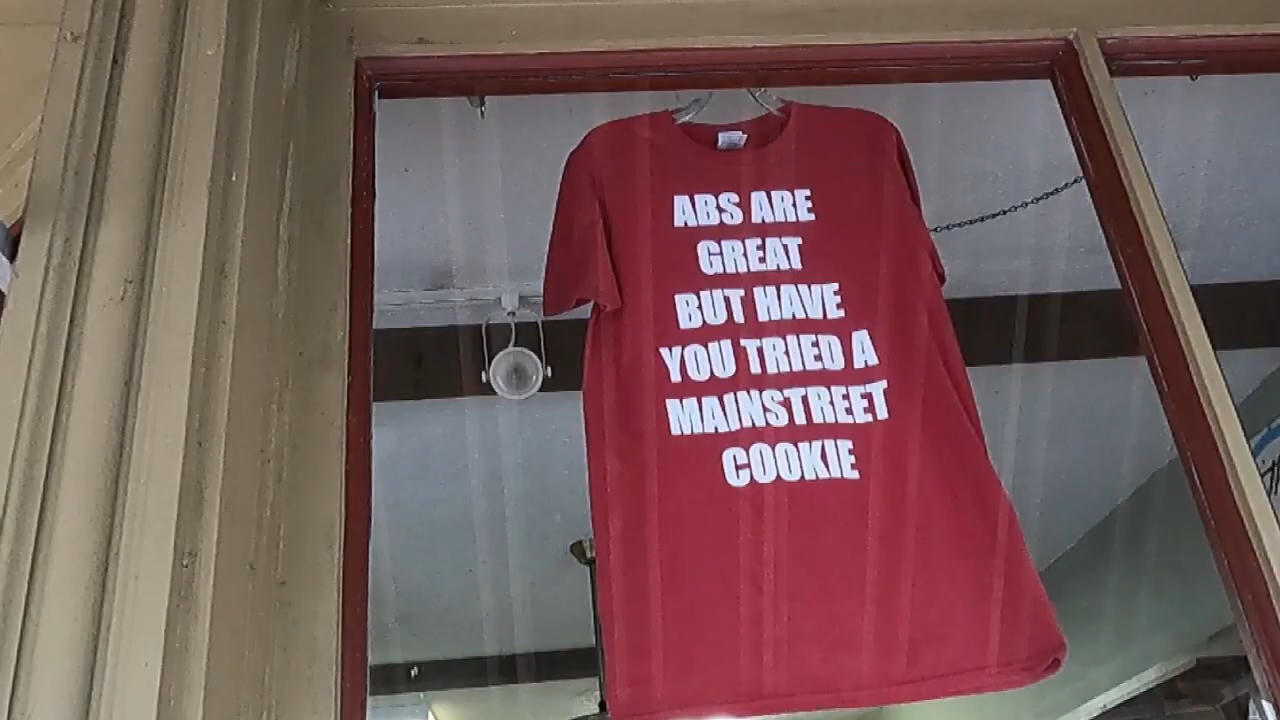 ABS ARE
GREAT
BUT HAVE
YOU TRIED A
MAINSTREET
COOKIE